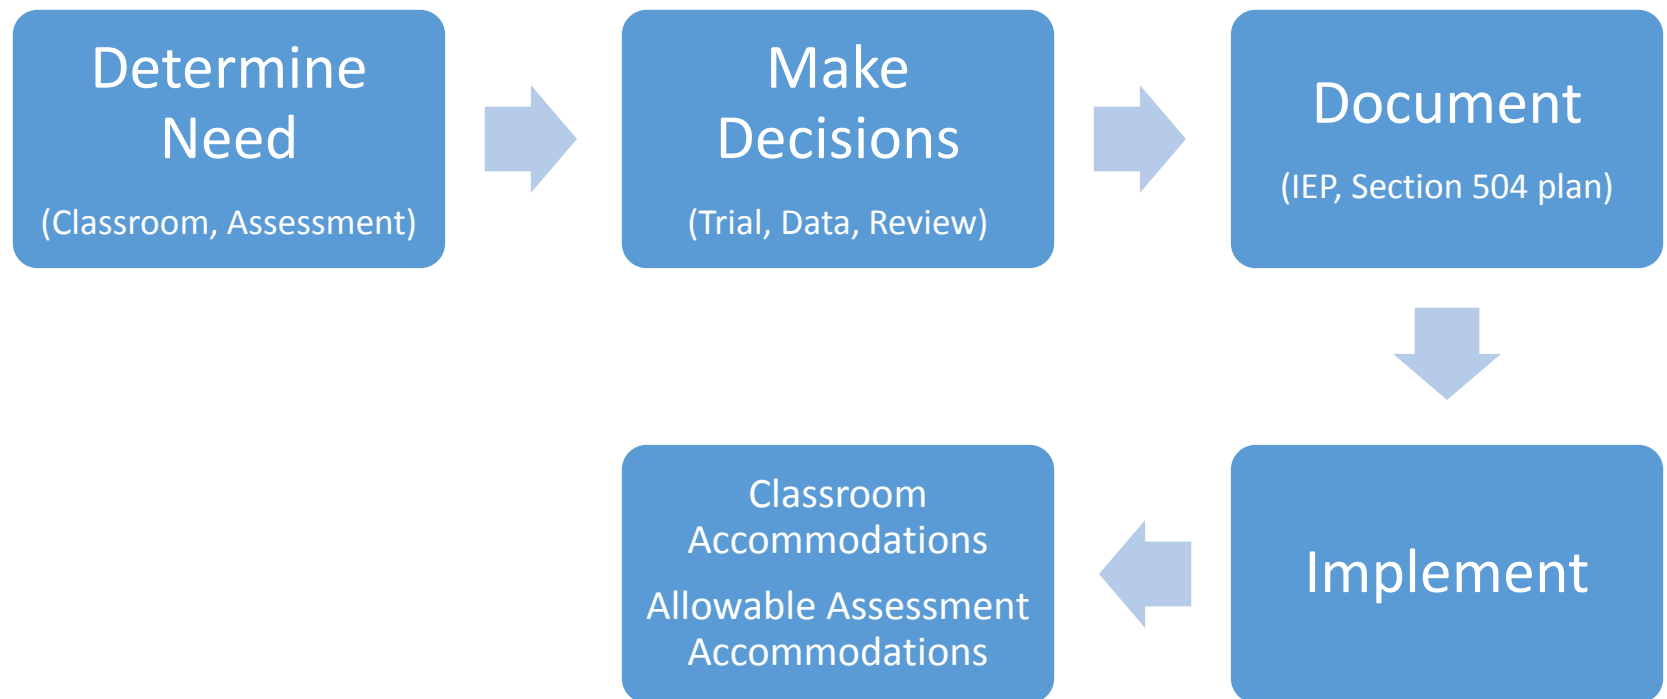 Determine
Need
(Classroom, Assessment)
Make
Decisions
(Trial, Data, Review)
Document
(IEP, Section 504 plan)
Implement
Classroom
Accommodations
Allowable Assessment
Accommodations